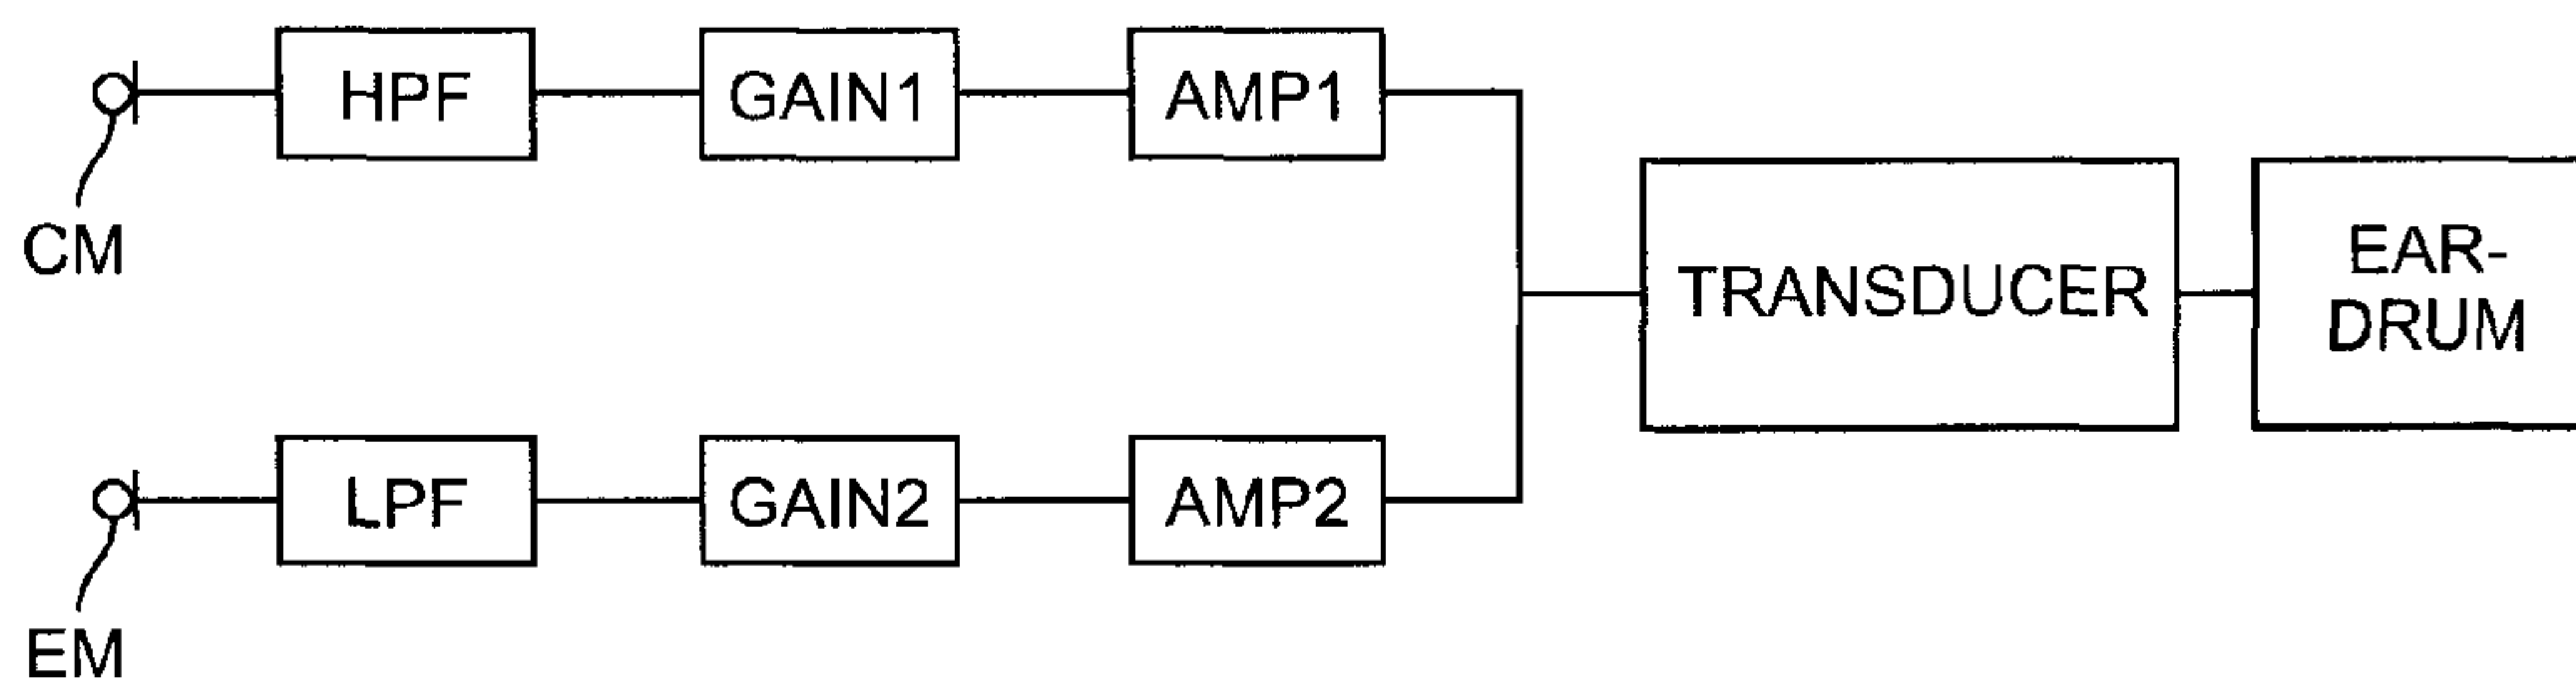 HPF
GAIN1
AMP1
CM
TRANSDUCER
EAR-
DRUM
LPF
GAIN2
AMP2
EM